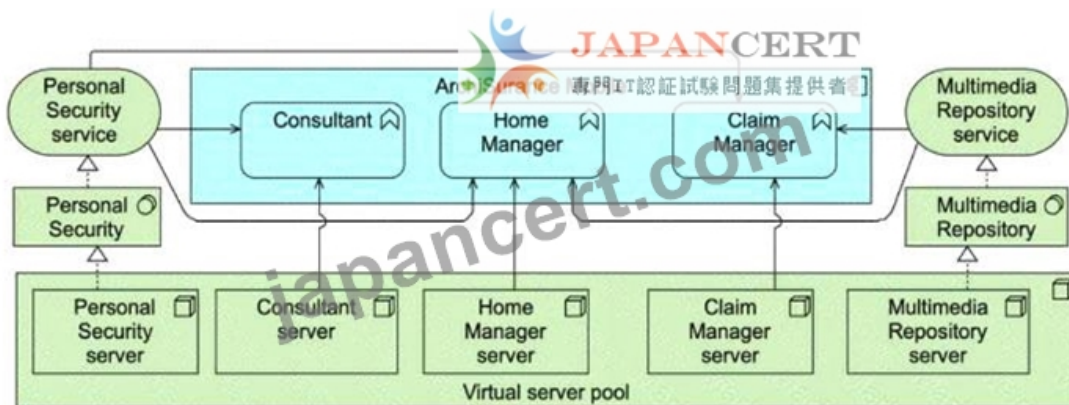 JAPANCERT
専門IT認証試験問題集提供者
Personal
Security
service
Consultant
Home
Manager
Claim
Manager
Multimedia
Repository
service
Personal
Security
Multimedia
Repository
japancert.com
Personal
Security
server
Consultant
server
Home
Manager
server
Claim
Manager
server
Multimedia
Repository
server
Virtual server pool